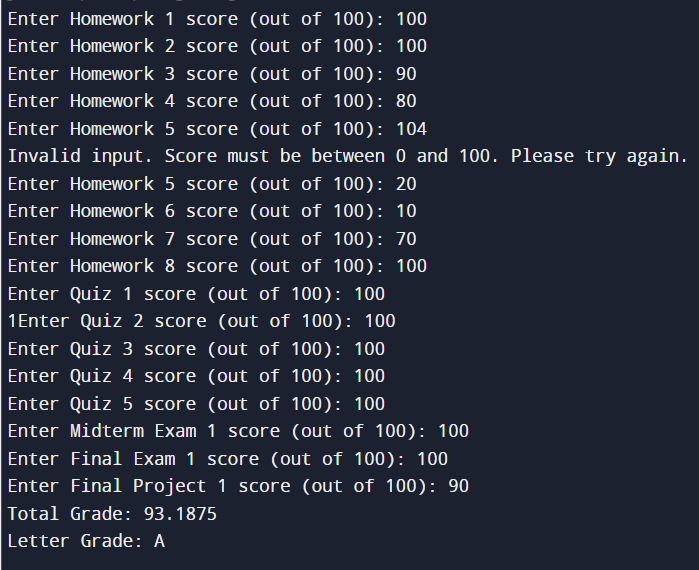 Enter Homework 1 score (out of 100): 100
Enter Homework 2 score (out of 100): 100
Enter Homework 3 score (out of 100): 90
Enter Homework 4 score (out of 100): 80
Enter Homework 5 score (out of 100): 104
Invalid input. Score must be between 0 and 100. Please try again.
Enter Homework 5 score (out of 100): 20
Enter Homework 6 score (out of 100): 10
Enter Homework 7 score (out of 100): 70
Enter Homework 8 score (out of 100): 100
Enter Quiz 1 score (out of 100): 100
1Enter Quiz 2 score (out of 100): 100
Enter Quiz 3 score (out of 100): 100
Enter Quiz 4 score (out of 100): 100
Enter Quiz 5 score (out of 100): 100
Enter Midterm Exam 1 score (out of 100): 100
Enter Final Exam 1 score (out of 100): 100
Enter Final Project 1 score (out of 100): 90
Total Grade: 93.1875
Letter Grade: A